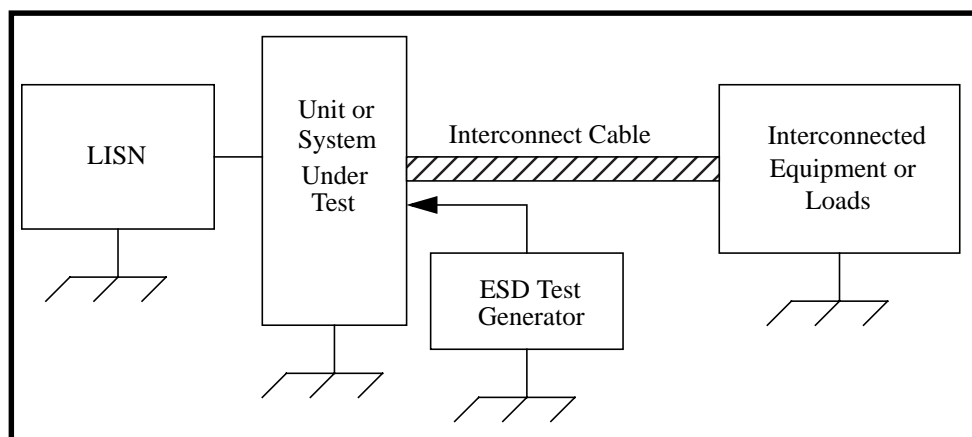 LISN
Unit or
System
Under
Test
Interconnect Cable
Interconnected
Equipment or
Loads
ESD Test
Generator